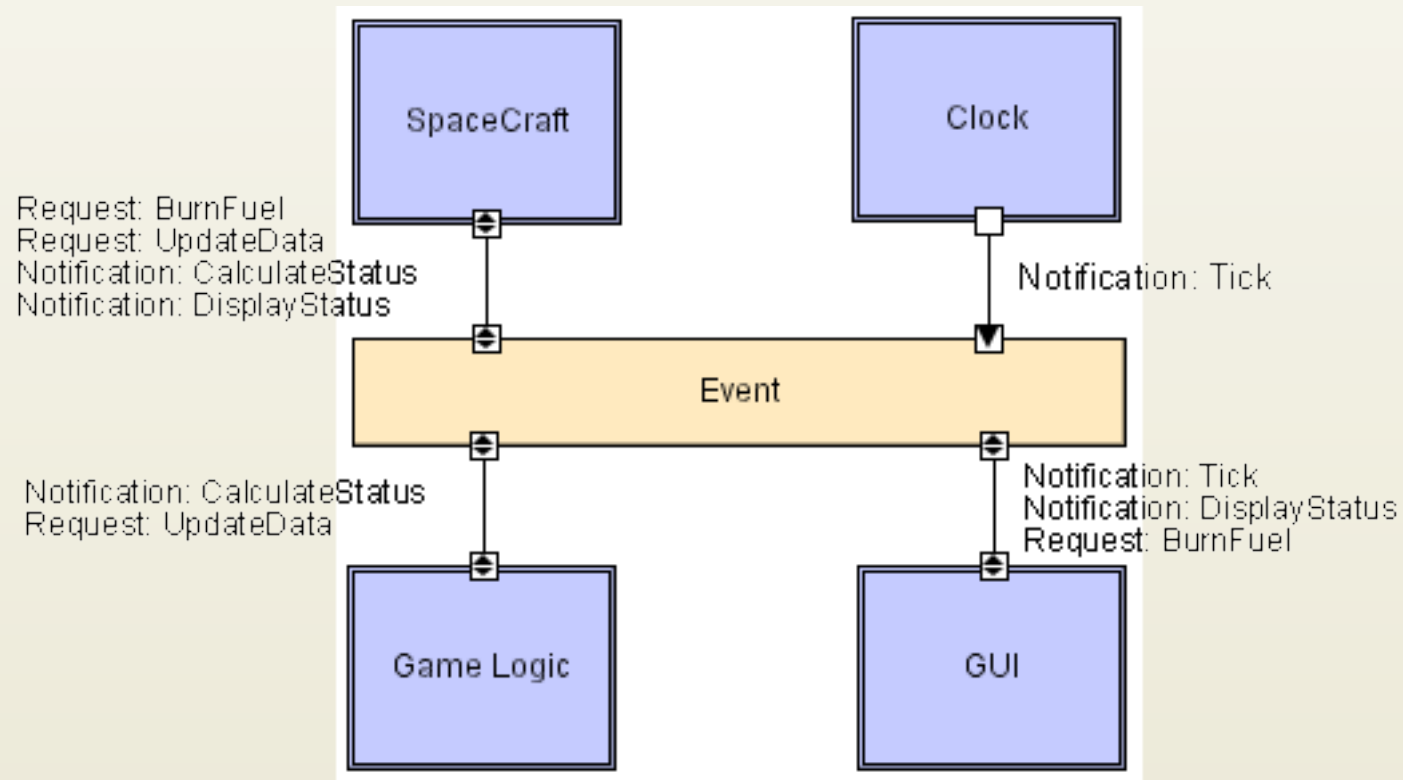 SpaceCraft
Clock
Request: BurnFuel
Request: UpdateData
Notification: CalculateStatus
Notification: DisplayStatus
Notification: Tick
Event
Notification: CalculateStatus
Request: UpdateData
Notification: Tick
Notification: DisplayStatus
Request: BurnFuel
Game Logic
GUI